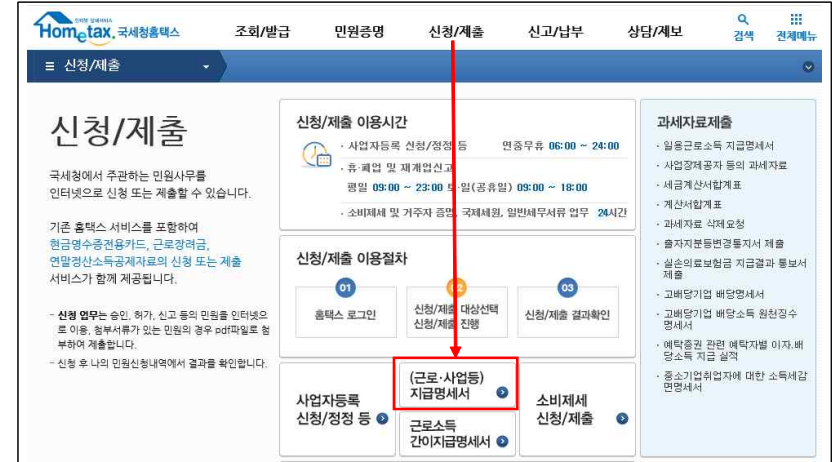 Hometax. 국세청홈택스
조회/발급
민원증명
신청/제출
신고/납부
상담/제보
검색
전체메뉴
신청/제출
신청/제출
국세청에서 주관하는 민원사무를
인터넷으로 신청 또는 제출할 수 있습니다.
기존 홈택스 서비스를 포함하여
현금영수증전용카드, 근로장려금,
연말정산소득공제자료의 신청 또는 제출
서비스가 함께 제공됩니다.
- 신청 업무는 승인, 허가, 신고 등의 민원을 인터넷으
로 이용, 첨부서류가 있는 민원의 경우 pdf파일로 첨
부하여 제출합니다.
- 신청 후 나의 민원신청내역에서 결과를 확인합니다.
신청/제출 이용시간
· 사업자등록 신청/정정 등 연중무휴 06:00 ~ 24:00
· 휴·폐업 및 재개업신고
평일 09:00 ~ 23:00 토·일(공휴일) 09:00 ~ 18:00
· 소비제세 및 거주자 증명, 국제세원, 일반세무서류 업무 24시간
신청/제출 이용절차
01
02
03
홈택스 로그인
신청/제출 대상선택
신청/제출 진행
신청/제출 결과확인
사업자등록
신청/정정 등
(근로·사업등)
지급명세서
근로소득
간이지급명세서
소비제세
신청/제출
과세자료제출
· 일용근로소득 지급명세서
· 사업장제공자 등의 과세자료
· 세금계산서합계표
· 계산서합계표
· 과세자료 삭제요청
· 출자지분등변경통지서 제출
· 실손의료보험금 지급결과 통보서
제출
· 고배당기업 배당명세서
· 고배당기업 배당소득 원천징수
명세서
· 예탁증권 관련 예탁자별 이자.배
당소득 지급 실적
· 중소기업취업자에 대한 소득세감
면명세서